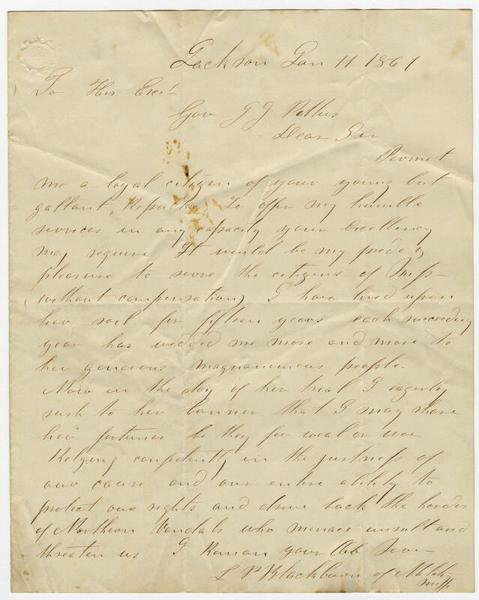 Jackson Jan 11 1861
To His Excl
Gov J J Pettus
Dear Sir
Permit
me a loyal citizen of your young but
gallant Republic To offer my humble
services in any capacity your Excellency
may require It would be my pride &
pleasure to serve the citizens of Miss
(without compensation) I have lived upon
her soil for fifteen years each succeeding
year has wedded me more and more to
her generous magnanimous people.
Now in the day of her trial I eagerly
rush to her banner that I may share
her fortunes be they for weal or woe
Relying competently in the justness of
our cause and our entire ability to
protect our rights and drive back the hordes
of Northern Vandals who menace insult and
threaten us I Remain your Obt Serv
L P Blackburn of Natchez
Miss